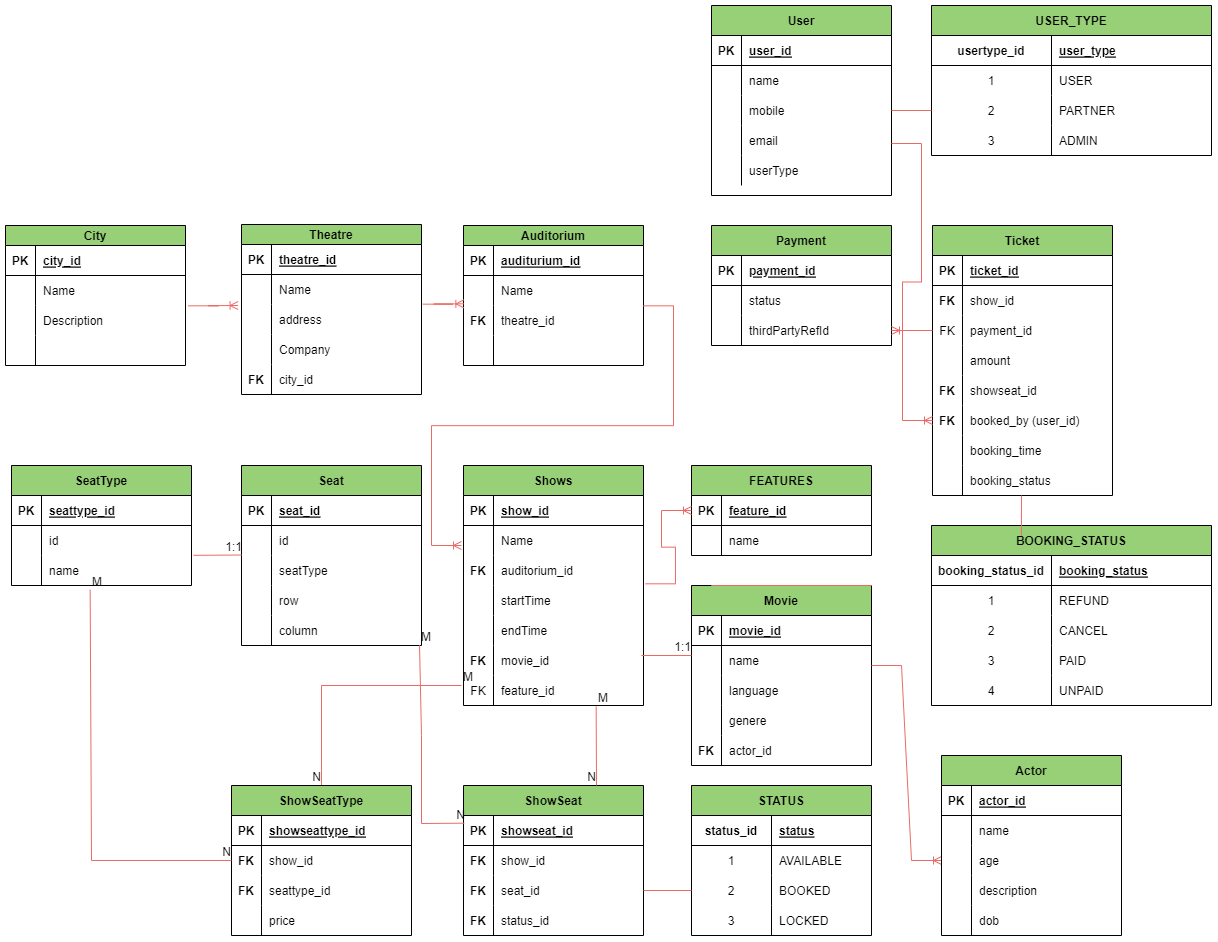 User
PK user_id
name
mobile
email
userType
USER_TYPE
usertype_id user_type
1 USER
2 PARTNER
3 ADMIN
City
PK city_id
Name
Description
Theatre
PK theatre_id
Name
address
Company
FK city_id
Auditorium
PK auditurium_id
Name
FK theatre_id
Payment
PK payment_id
status
thirdPartyRefId
Ticket
PK ticket_id
FK show_id
FK payment_id
amount
FK showseat_id
FK booked_by (user_id)
booking_time
booking_status
SeatType
PK seattype_id
id
name
M
1:1
Seat
PK seat_id
id
seatType
row
column
M
Shows
PK show_id
Name
FK auditorium_id
startTime
endTime
FK movie_id
FK feature_id
M
M
1:1
FEATURES
PK feature_id
name
Movie
PK movie_id
name
language
genere
FK actor_id
BOOKING_STATUS
booking_status_id booking_status
1 REFUND
2 CANCEL
3 PAID
4 UNPAID
N
N
ShowSeatType
PK showseattype_id
FK show_id
FK seattype_id
price
N
N
ShowSeat
PK showseat_id
FK show_id
FK seat_id
FK status_id
STATUS
status_id status
1 AVAILABLE
2 BOOKED
3 LOCKED
Actor
PK actor_id
name
age
description
dob